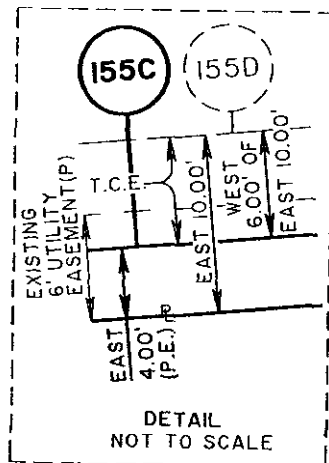 155C
155D
T.C.E.
EXISTING
6' UTILITY
EASEMENT(P)
EAST 10.00'
WEST
6.00' OF
EAST 10.00'
PL
EAST
4.00'
(P.E.)
DETAIL
NOT TO SCALE